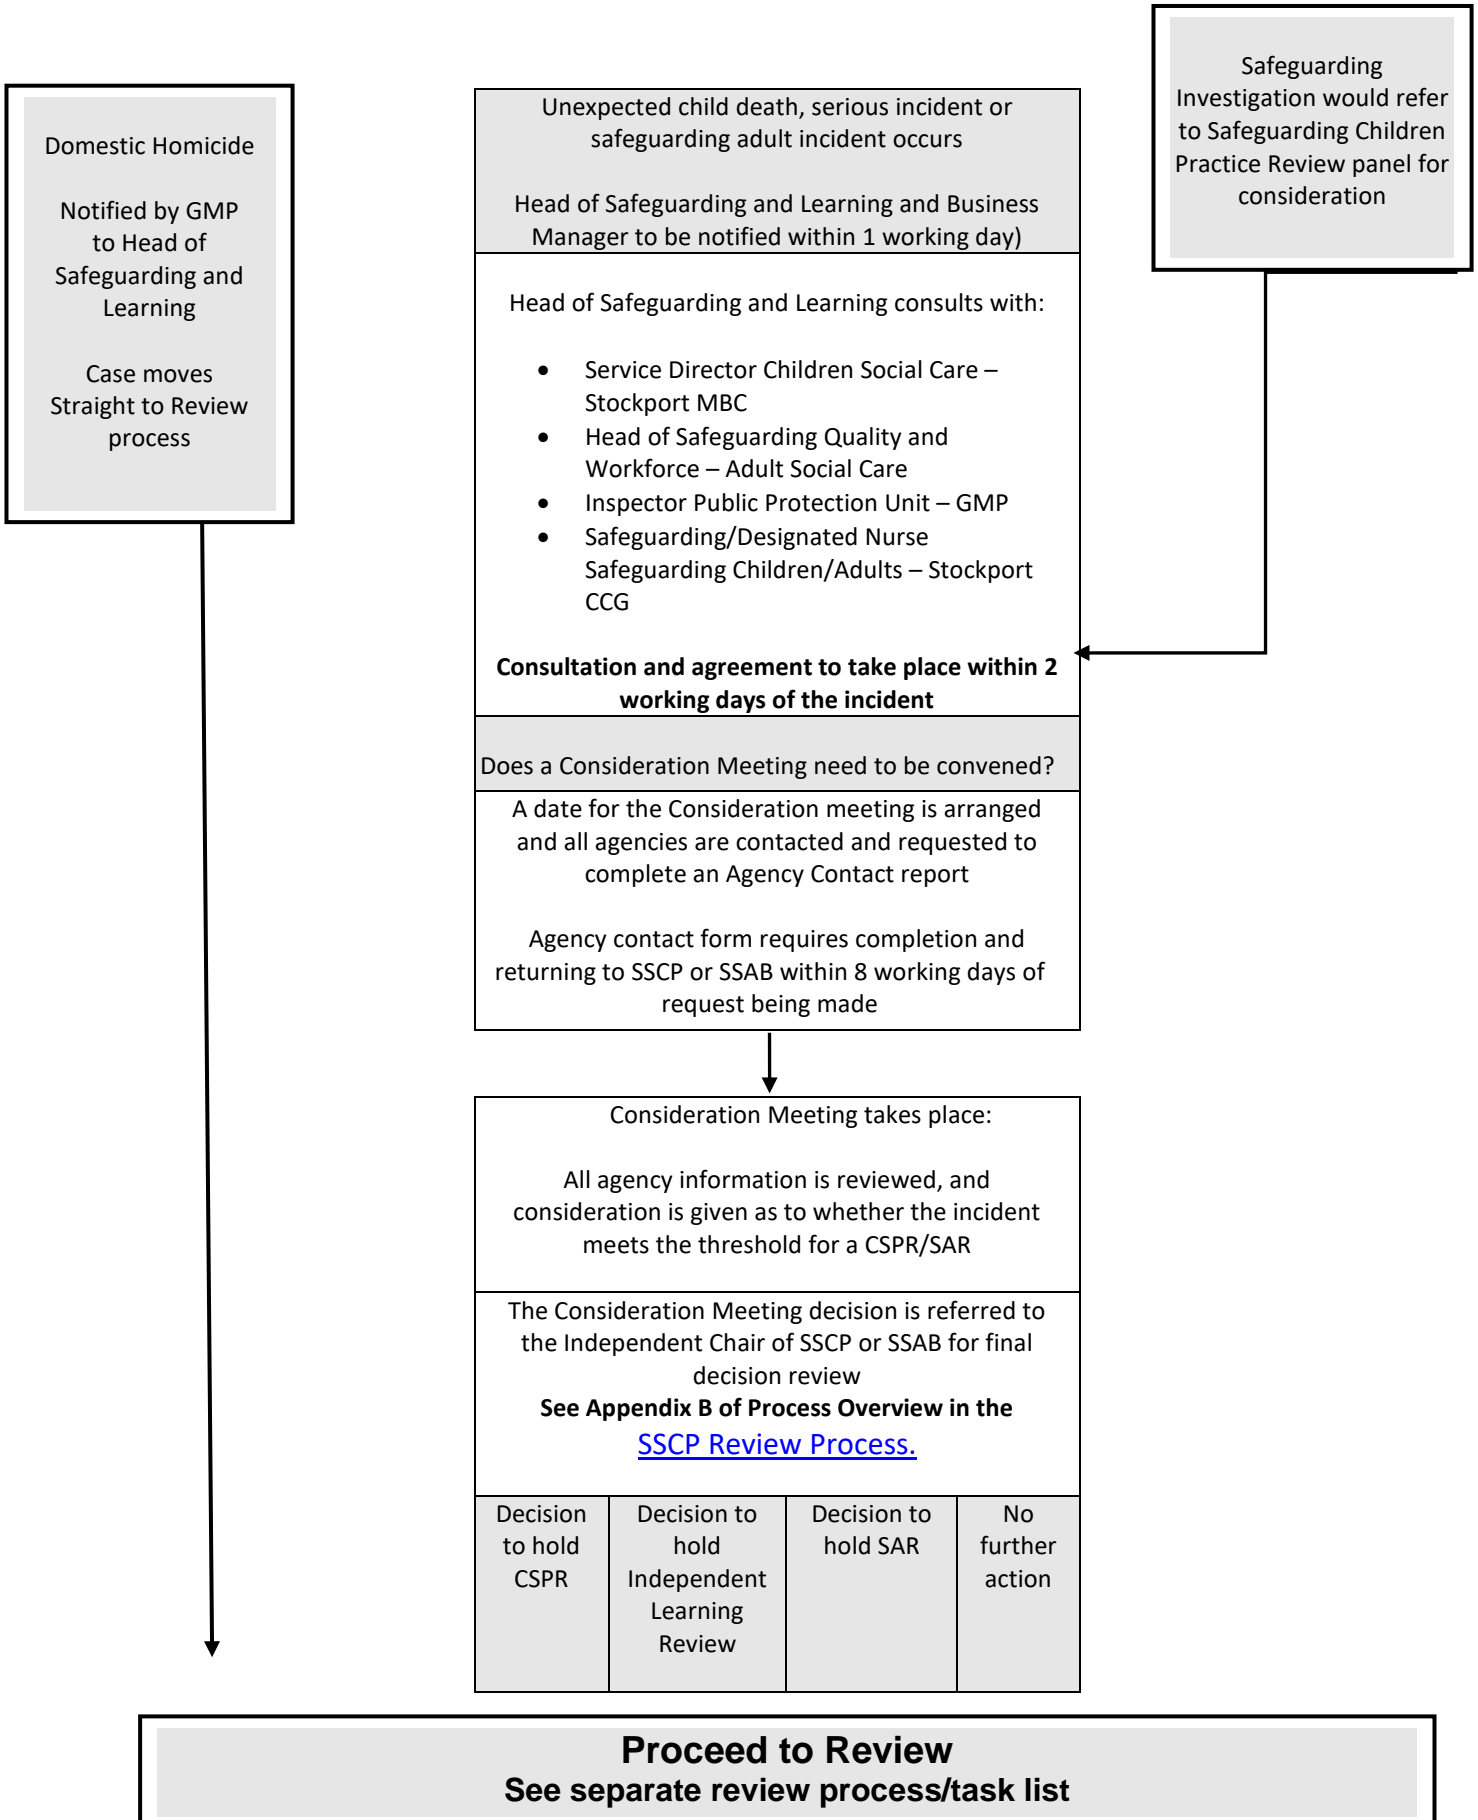 Domestic Homicide
Notified by GMP
to Head of
Safeguarding and
Learning
Case moves
Straight to Review
process
Unexpected child death, serious incident or
safeguarding adult incident occurs
Head of Safeguarding and Learning and Business
Manager to be notified within 1 working day)
Head of Safeguarding and Learning consults with:
• Service Director Children Social Care –
Stockport MBC
• Head of Safeguarding Quality and
Workforce – Adult Social Care
• Inspector Public Protection Unit – GMP
• Safeguarding/Designated Nurse
Safeguarding Children/Adults – Stockport
CCG
Consultation and agreement to take place within 2
working days of the incident
Does a Consideration Meeting need to be convened?
A date for the Consideration meeting is arranged
and all agencies are contacted and requested to
complete an Agency Contact report
Agency contact form requires completion and
returning to SSCP or SSAB within 8 working days of
request being made
Safeguarding
Investigation would refer
to Safeguarding Children
Practice Review panel for
consideration
Consideration Meeting takes place:
All agency information is reviewed, and
consideration is given as to whether the incident
meets the threshold for a CSPR/SAR
The Consideration Meeting decision is referred to
the Independent Chair of SSCP or SSAB for final
decision review
See Appendix B of Process Overview in the
SSCP Review Process.
Decision
to hold
CSPR
Decision to
hold
Independent
Learning
Review
Decision to
hold SAR
No
further
action
Proceed to Review
See separate review process/task list